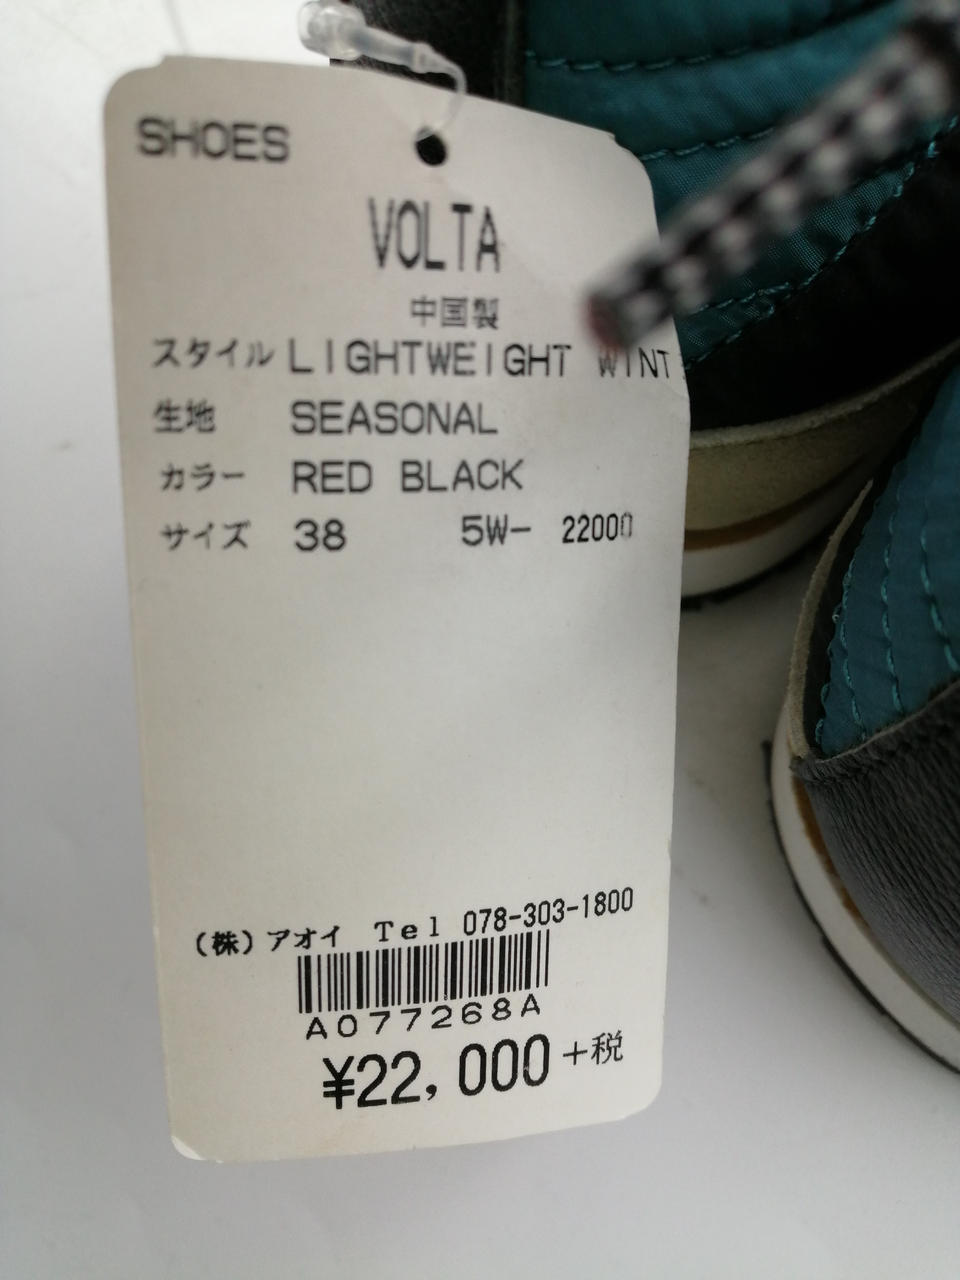 SHOES
VOLTA
中国製
スタイル LIGHTWEIGHT WINT
生地 SEASONAL
カラー RED BLACK
サイズ 38 5W- 22000
(株)アオイ Tel 078-303-1800
A077268A
¥22,000+税